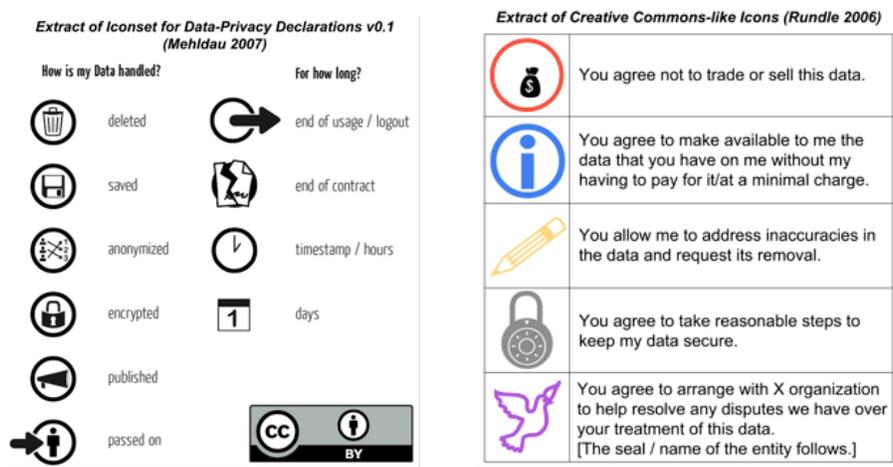 Extract of Iconset for Data-Privacy Declarations v0.1
(Mehldau 2007)
How is my Data handled?
For how long?
deleted
end of usage / logout
saved
end of contract
1 2 3
anonymized
timestamp / hours
encrypted
1
days
published
passed on
CC
BY
Extract of Creative Commons-like Icons (Rundle 2006)
$
You agree not to trade or sell this data.
i
You agree to make available to me the
data that you have on me without my
having to pay for it/at a minimal charge.
You allow me to address inaccuracies in
the data and request its removal.
You agree to take reasonable steps to
keep my data secure.
You agree to arrange with X organization
to help resolve any disputes we have over
your treatment of this data.
[The seal / name of the entity follows.]